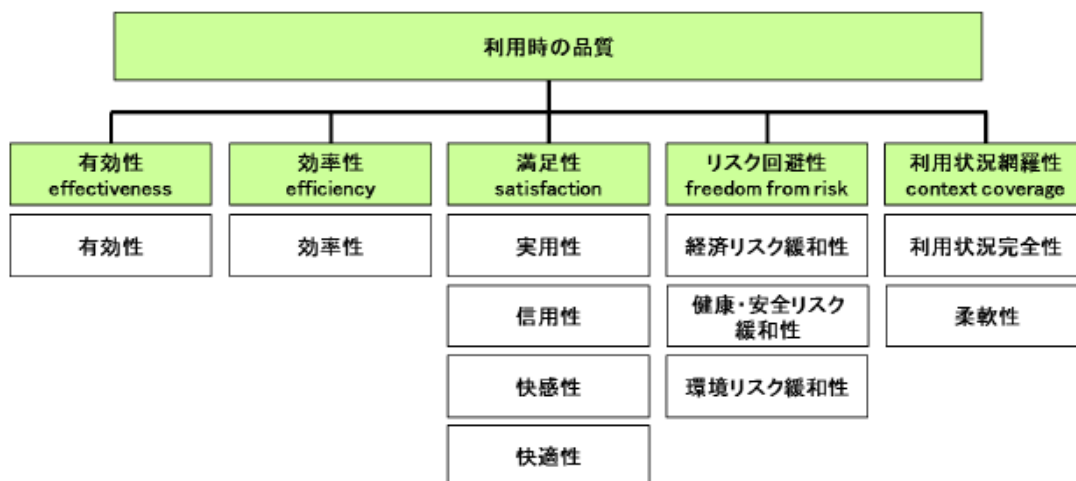 利用時の品質
有効性
effectiveness
効率性
efficiency
満足性
satisfaction
リスク回避性
freedom from risk
利用状況網羅性
context coverage
有効性
効率性
実用性
経済リスク緩和性
利用状況完全性
信用性
健康・安全リスク
緩和性
柔軟性
快感性
環境リスク緩和性
快適性